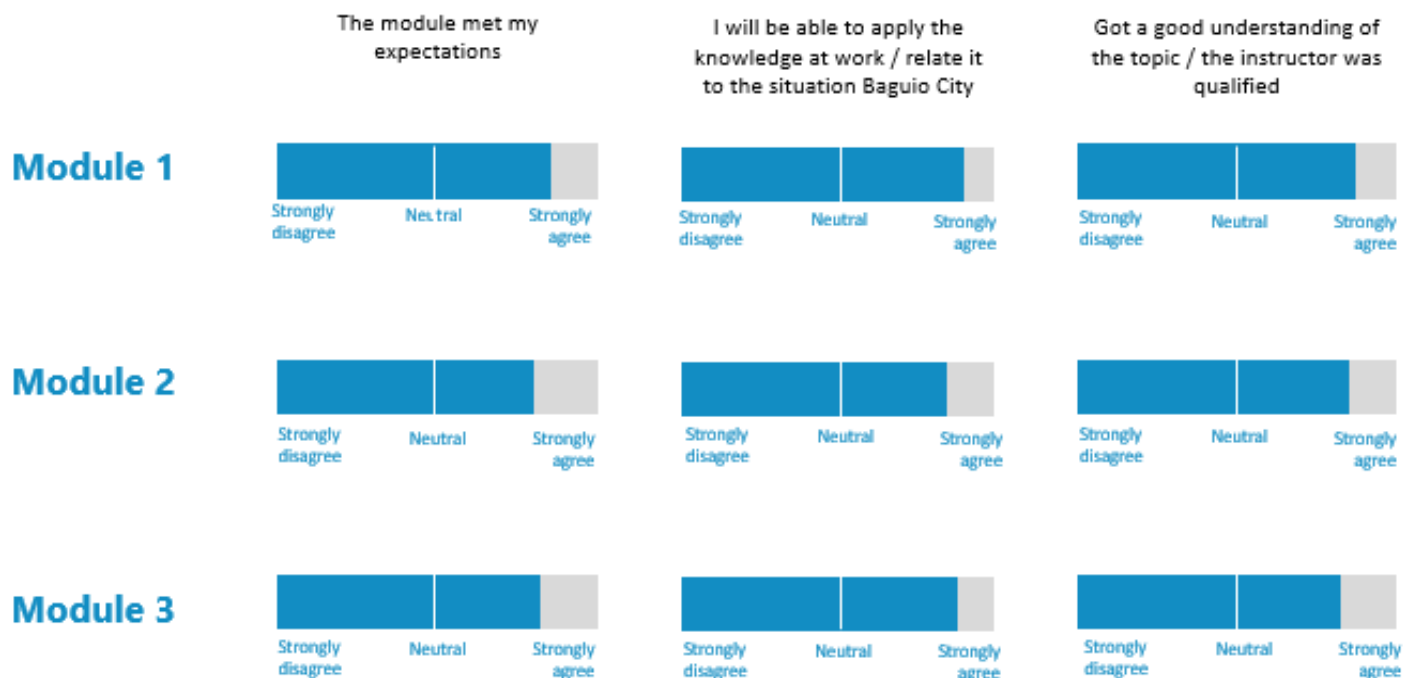 The module met my
expectations
I will be able to apply the
knowledge at work / relate it
to the situation Baguio City
Got a good understanding of
the topic / the instructor was
qualified
Module 1
Strongly
disagree
Neutral
Strongly
agree
Strongly
disagree
Neutral
Strongly
agree
Strongly
disagree
Neutral
Strongly
agree
Module 2
Strongly
disagree
Neutral
Strongly
agree
Strongly
disagree
Neutral
Strongly
agree
Strongly
disagree
Neutral
Strongly
agree
Module 3
Strongly
disagree
Neutral
Strongly
agree
Strongly
disagree
Neutral
Strongly
agree
Strongly
disagree
Neutral
Strongly
agree